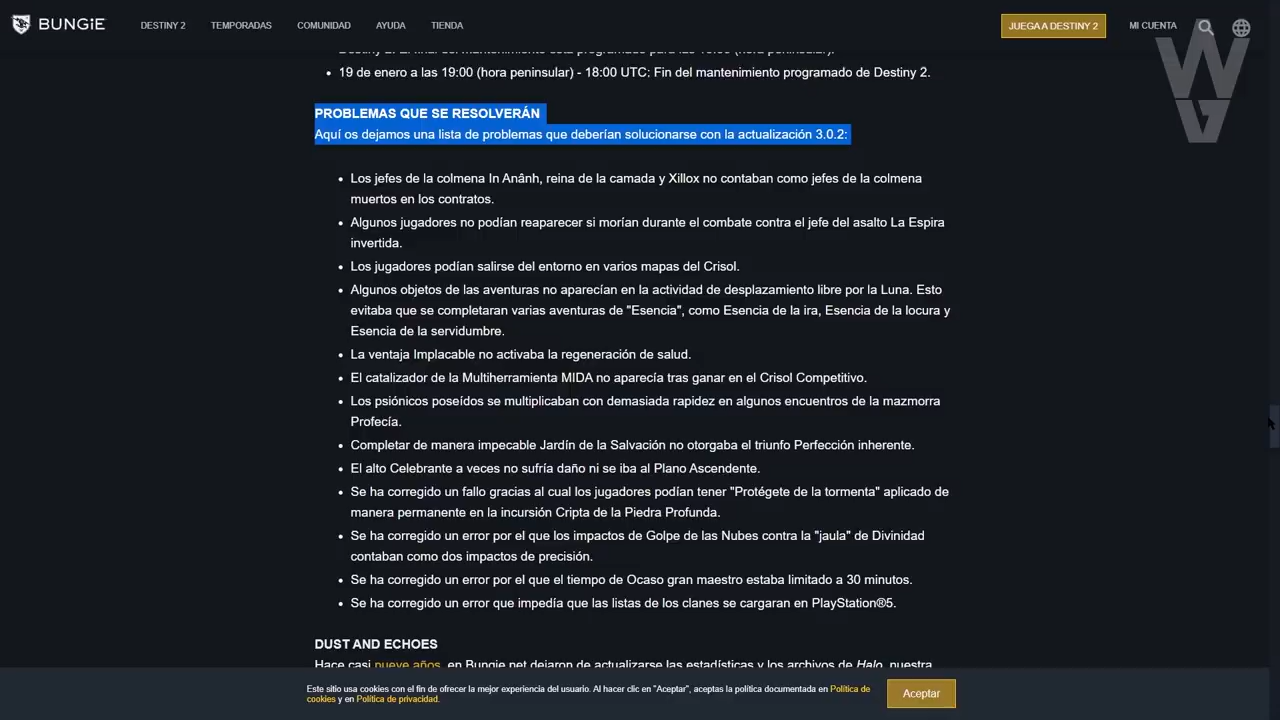 BUNGIE
DESTINY 2
TEMPORADAS
COMUNIDAD
AYUDA
TIENDA
JUEGA A DESTINY 2
MI CUENTA
WG
Destiny 2. El final del mantenimiento está programado para las 19:00 (hora peninsular).
19 de enero a las 19:00 (hora peninsular) - 18:00 UTC: Fin del mantenimiento programado de Destiny 2.
PROBLEMAS QUE SE RESOLVERÁN
Aquí os dejamos una lista de problemas que deberían solucionarse con la actualización 3.0.2:
Los jefes de la colmena In Anânh, reina de la camada y Xillox no contaban como jefes de la colmena
muertos en los contratos.
Algunos jugadores no podían reaparecer si morían durante el combate contra el jefe del asalto La Espira
invertida.
Los jugadores podían salirse del entorno en varios mapas del Crisol.
Algunos objetos de las aventuras no aparecían en la actividad de desplazamiento libre por la Luna. Esto
evitaba que se completaran varias aventuras de "Esencia", como Esencia de la ira, Esencia de la locura y
Esencia de la servidumbre.
La ventaja Implacable no activaba la regeneración de salud.
El catalizador de la Multiherramienta MIDA no aparecía tras ganar en el Crisol Competitivo.
Los psiónicos poseídos se multiplicaban con demasiada rapidez en algunos encuentros de la mazmorra
Profecía.
Completar de manera impecable Jardín de la Salvación no otorgaba el triunfo Perfección inherente.
El alto Celebrante a veces no sufría daño ni se iba al Plano Ascendente.
Se ha corregido un fallo gracias al cual los jugadores podían tener "Protégete de la tormenta" aplicado de
manera permanente en la incursión Cripta de la Piedra Profunda.
Se ha corregido un error por el que los impactos de Golpe de las Nubes contra la "jaula" de Divinidad
contaban como dos impactos de precisión.
Se ha corregido un error por el que el tiempo de Ocaso gran maestro estaba limitado a 30 minutos.
Se ha corregido un error que impedía que las listas de los clanes se cargaran en PlayStation®5.
DUST AND ECHOES
Hace casi nueve años, en Bungie.net dejaron de actualizarse las estadísticas y los archivos de Halo, nuestra
Este sitio usa cookies con el fin de ofrecer la mejor experiencia del usuario. Al hacer clic en "Aceptar", aceptas la política documentada en Política de
cookies y en Política de privacidad.
Aceptar